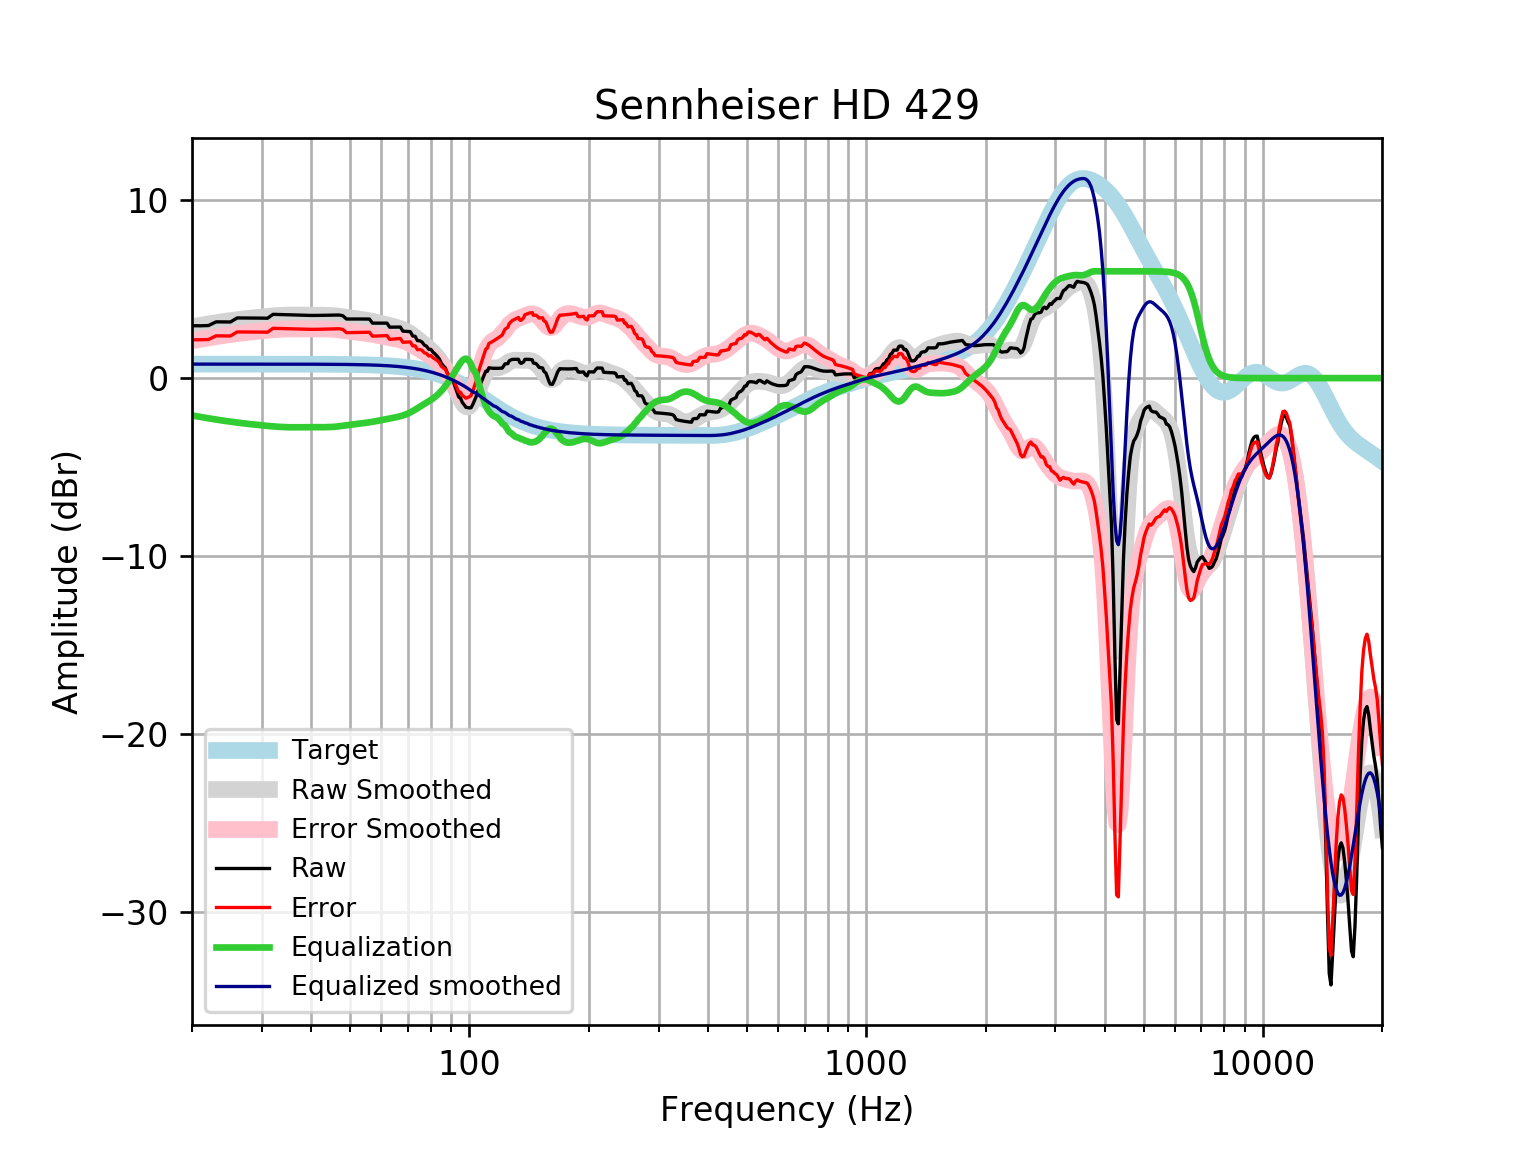 Sennheiser HD 429
10
0
−10
−20
−30
Amplitude (dBr)
Target
Raw Smoothed
Error Smoothed
Raw
Error
Equalization
Equalized smoothed
100
1000
10000
Frequency (Hz)